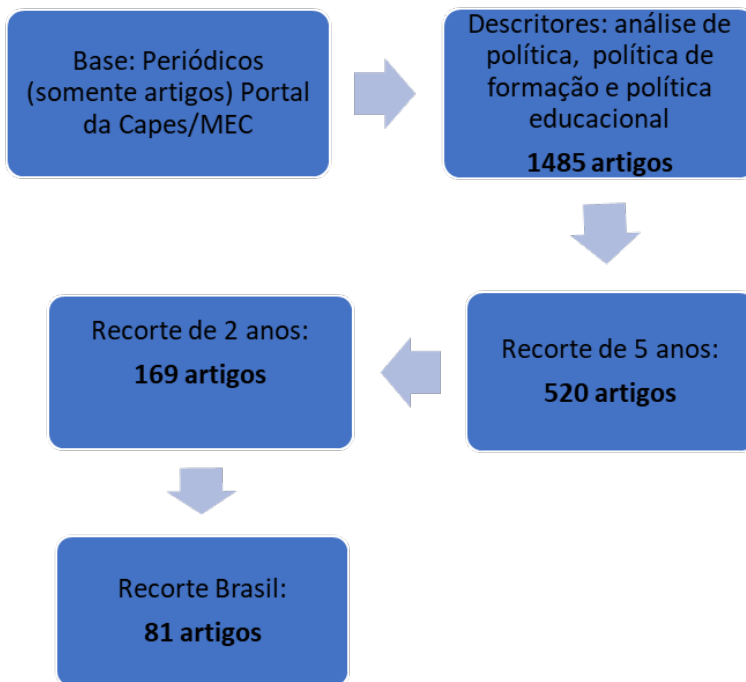 Base: Periódicos
(somente artigos) Portal
da Capes/MEC
Descritores: análise de
política, política de
formação e política
educacional
1485 artigos
Recorte de 5 anos:
520 artigos
Recorte de 2 anos:
169 artigos
Recorte Brasil:
81 artigos